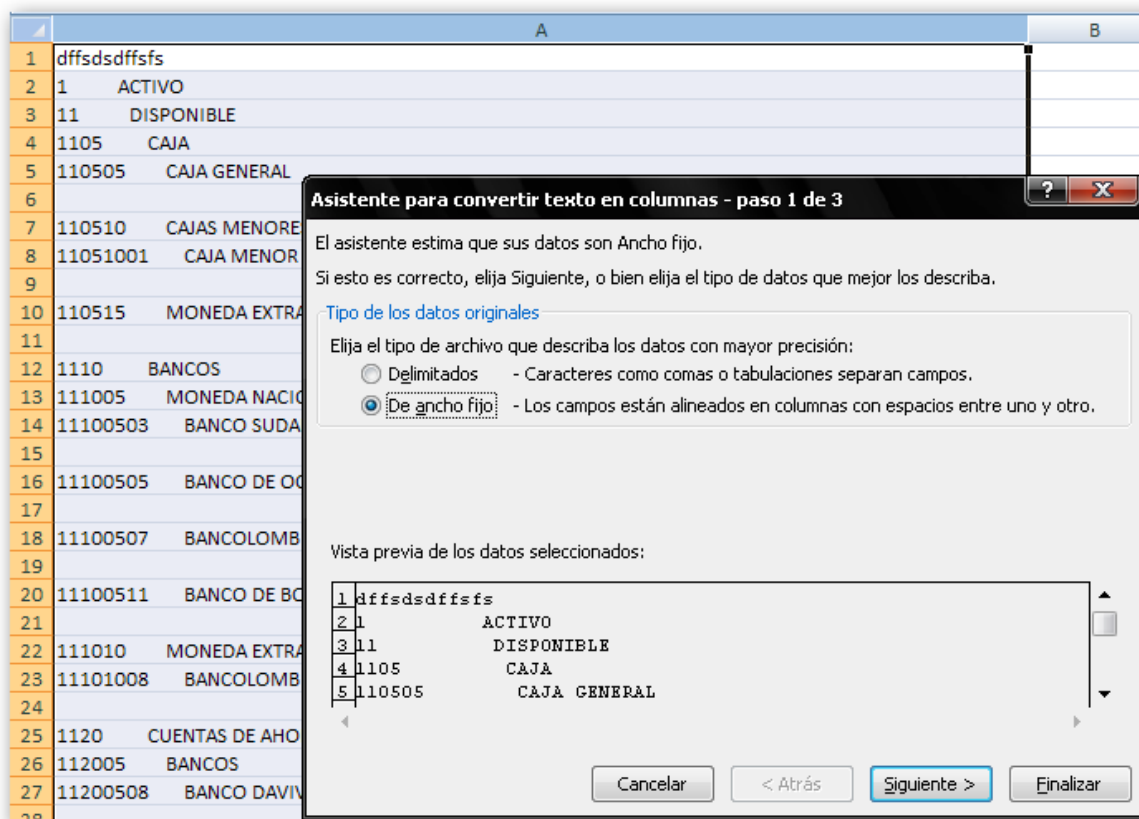 A B
1 dffsdsdffsfs
2 1 ACTIVO
3 11 DISPONIBLE
4 1105 CAJA
5 110505 CAJA GENERAL
6
7 110510 CAJAS MENORE
8 11051001 CAJA MENOR
9
10 110515 MONEDA EXTRA
11
12 1110 BANCOS
13 111005 MONEDA NACIO
14 11100503 BANCO SUDA
15
16 11100505 BANCO DE OC
17
18 11100507 BANCOLOMB
19
20 11100511 BANCO DE BO
21
22 111010 MONEDA EXTRA
23 11101008 BANCOLOMB
24
25 1120 CUENTAS DE AHO
26 112005 BANCOS
27 11200508 BANCO DAVIV
28
Asistente para convertir texto en columnas - paso 1 de 3
? X
El asistente estima que sus datos son Ancho fijo.
Si esto es correcto, elija Siguiente, o bien elija el tipo de datos que mejor los describa.
Tipo de los datos originales
Elija el tipo de archivo que describa los datos con mayor precisión:
Delimitados - Caracteres como comas o tabulaciones separan campos.
De ancho fijo - Los campos están alineados en columnas con espacios entre uno y otro.
Vista previa de los datos seleccionados:
1 dffsdsdffsfs
2 1 ACTIVO
3 11 DISPONIBLE
4 1105 CAJA
5 110505 CAJA GENERAL
Cancelar < Atrás Siguiente > Finalizar